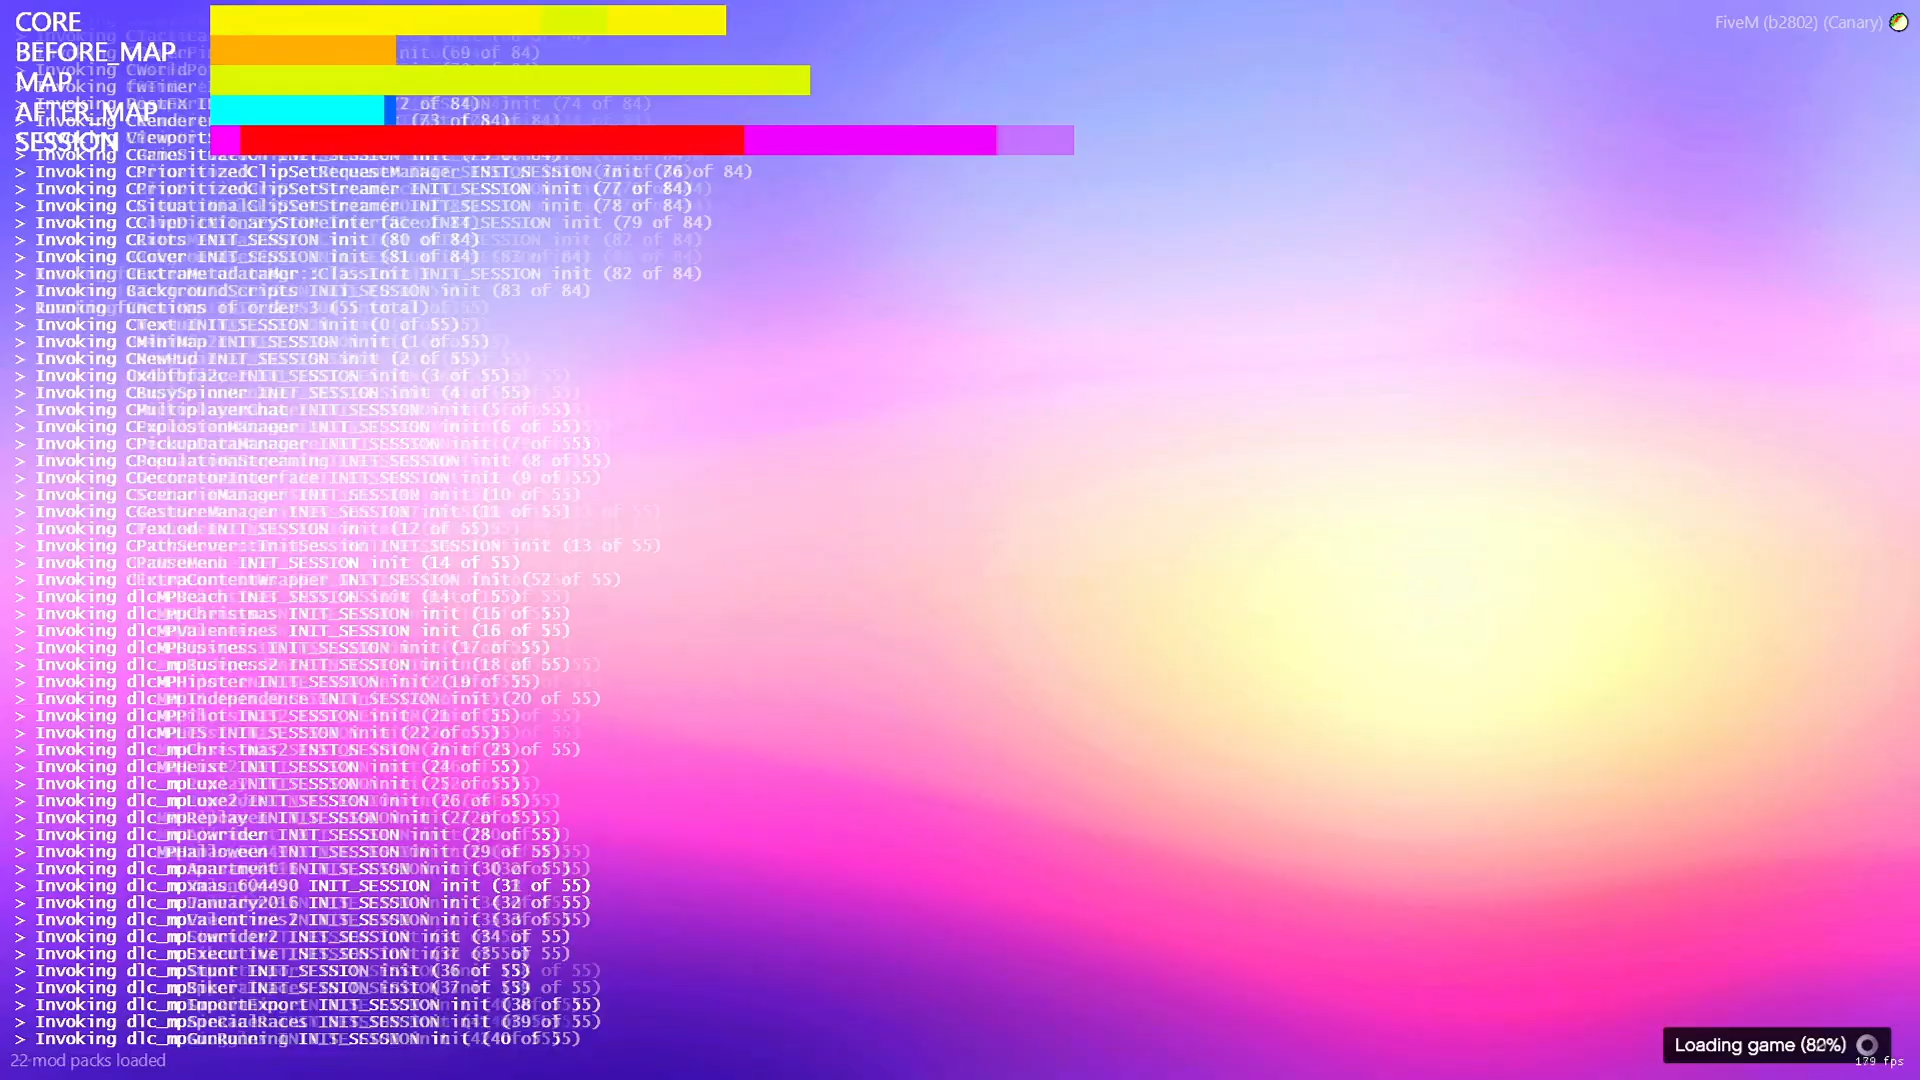 CORE
FiveM (b2802) (Canary)
BEFORE_MAP
MAP
AFTER_MAP
SESSION
> Invoking CPrioritizedClipSetRequestManager INIT_SESSION init (76 of 84)
> Invoking CPrioritizedClipSetStreamer INIT_SESSION init (77 of 84)
> Invoking CSituationalClipSetStreamer INIT_SESSION init (78 of 84)
> Invoking CClipDictionaryStoreInterface INIT_SESSION init (79 of 84)
> Invoking CRiots INIT_SESSION init (80 of 84)
> Invoking CCover INIT_SESSION init (81 of 84)
> Invoking CExtraMetadataMgr::ClassInit INIT_SESSION init (82 of 84)
> Invoking BackgroundScripts INIT_SESSION init (83 of 84)
> Running functions of order 3 (55 total)
> Invoking CText INIT_SESSION init (0 of 55)
> Invoking CMiniMap INIT_SESSION init (1 of 55)
> Invoking CNewHud INIT_SESSION init (2 of 55)
> Invoking INIT_SESSION init (3 of 55)
> Invoking CBusySpinner INIT_SESSION init (4 of 55)
> Invoking CMultiplayerChat INIT_SESSION init (5 of 55)
> Invoking CExplosionManager INIT_SESSION init (6 of 55)
> Invoking CPickupDataManager INIT_SESSION init (7 of 55)
> Invoking CPopulationStreaming INIT_SESSION init (8 of 55)
> Invoking CDecoratorInterface INIT_SESSION init (9 of 55)
> Invoking CScenarioManager INIT_SESSION init (10 of 55)
> Invoking CGestureManager INIT_SESSION init (11 of 55)
> Invoking CTexLod INIT_SESSION init (12 of 55)
> Invoking CPathServer::InitSession INIT_SESSION init (13 of 55)
> Invoking CPauseMenu INIT_SESSION init (14 of 55)
> Invoking CExtraContentWrapper INIT_SESSION init (52 of 55)
> Invoking dlcMPBeach INIT_SESSION init (14 of 55)
> Invoking dlc_mpChristmas INIT_SESSION init (15 of 55)
> Invoking dlcMPValentines INIT_SESSION init (16 of 55)
> Invoking dlcMPBusiness INIT_SESSION init (17 of 55)
> Invoking dlc_mpBusiness2 INIT_SESSION init (18 of 55)
> Invoking dlcMPHipster INIT_SESSION init (19 of 55)
> Invoking dlc_mpIndependence INIT_SESSION init (20 of 55)
> Invoking dlcMPPilot INIT_SESSION init (21 of 55)
> Invoking dlcMPLTS INIT_SESSION init (22 of 55)
> Invoking dlc_mpChristmas2 INIT_SESSION init (23 of 55)
> Invoking dlcMPHeist INIT_SESSION init (24 of 55)
> Invoking dlc_mpLuxe INIT_SESSION init (25 of 55)
> Invoking dlc_mpLuxe2 INIT_SESSION init (26 of 55)
> Invoking dlc_mpReplay INIT_SESSION init (27 of 55)
> Invoking dlc_mpLowrider INIT_SESSION init (28 of 55)
> Invoking dlcMPHalloween INIT_SESSION init (29 of 55)
> Invoking dlc_mpApartment INIT_SESSION init (30 of 55)
> Invoking dlc_mpxmas_604490 INIT_SESSION init (31 of 55)
> Invoking dlc_mpJanuary2016 INIT_SESSION init (32 of 55)
> Invoking dlc_mpValentines2 INIT_SESSION init (33 of 55)
> Invoking dlc_mpLowrider2 INIT_SESSION init (34 of 55)
> Invoking dlc_mpExecutive INIT_SESSION init (35 of 55)
> Invoking dlc_mpStunt INIT_SESSION init (36 of 55)
> Invoking dlc_mpBiker INIT_SESSION init (37 of 55)
> Invoking dlc_mpImportExport INIT_SESSION init (38 of 55)
> Invoking dlc_mpSpecialRaces INIT_SESSION init (39 of 55)
> Invoking dlc_mpGunRunning INIT_SESSION init (40 of 55)
22 mod packs loaded
Loading game (82%)
179 fps